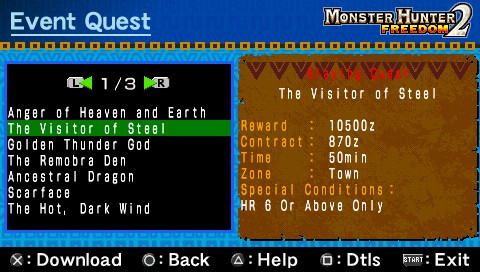 Event Quest
MONSTER HUNTER
FREEDOM 2
L 1/3 R
Anger of Heaven and Earth
The Visitor of Steel
Golden Thunder God
The Remobra Den
Ancestral Dragon
Scarface
The Hot, Dark Wind
The Visitor of Steel
Reward : 10500z
Contract : 870z
Time : 50min
Zone : Town
Special Conditions :
HR 6 Or Above Only
:Download :Back :Help :Dtls START:Exit